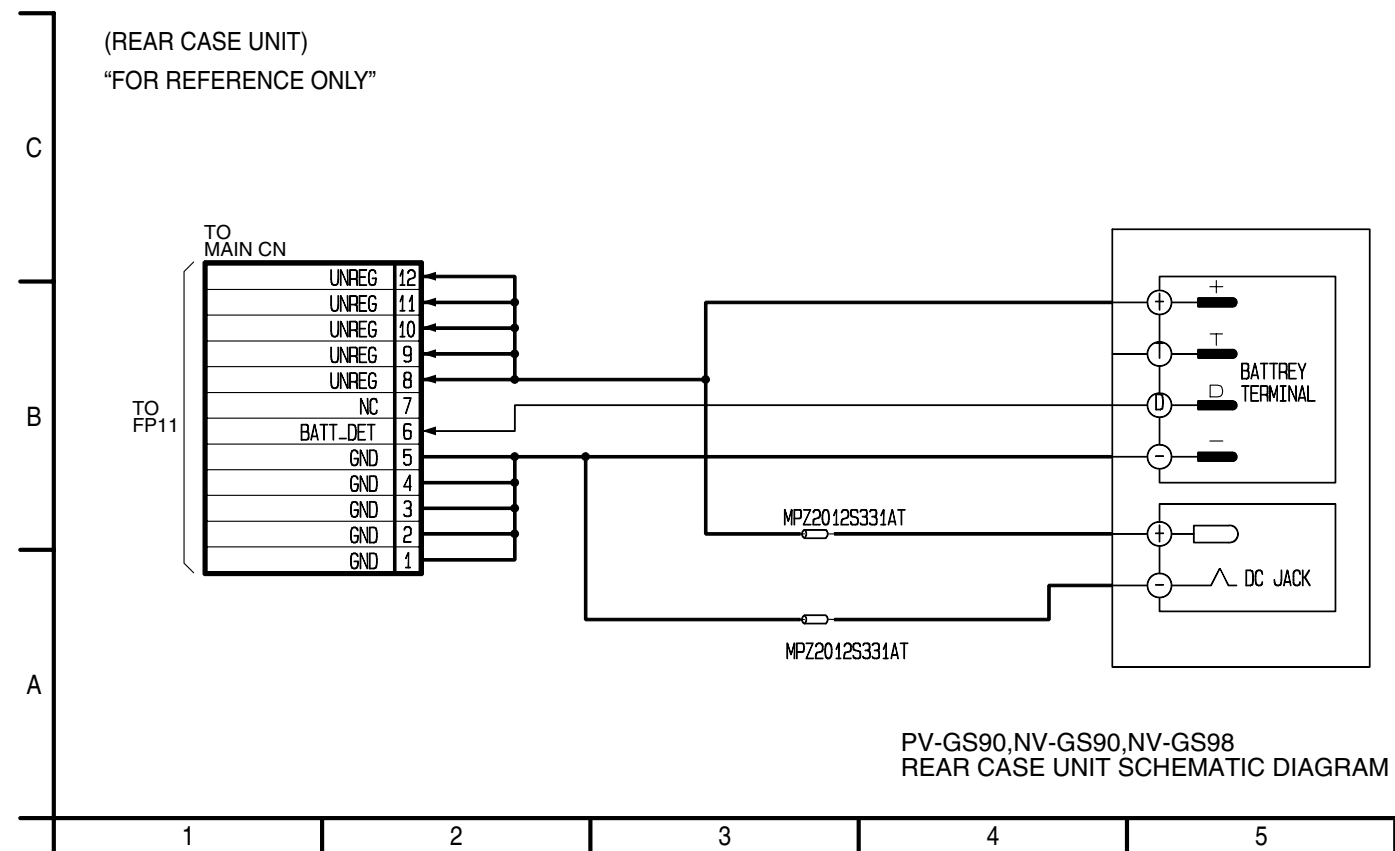 (REAR CASE UNIT)
“FOR REFERENCE ONLY”
C
B
A
TO
MAIN CN
TO
FP11
UNREG 12
UNREG 11
UNREG 10
UNREG 9
UNREG 8
NC 7
BATT_DET 6
GND 5
GND 4
GND 3
GND 2
GND 1
MPZ2012S331AT
MPZ2012S331AT
+ +
T T
D D
- −
BATTREY
TERMINAL
+
-
DC JACK
PV-GS90,NV-GS90,NV-GS98
REAR CASE UNIT SCHEMATIC DIAGRAM
1 2 3 4 5